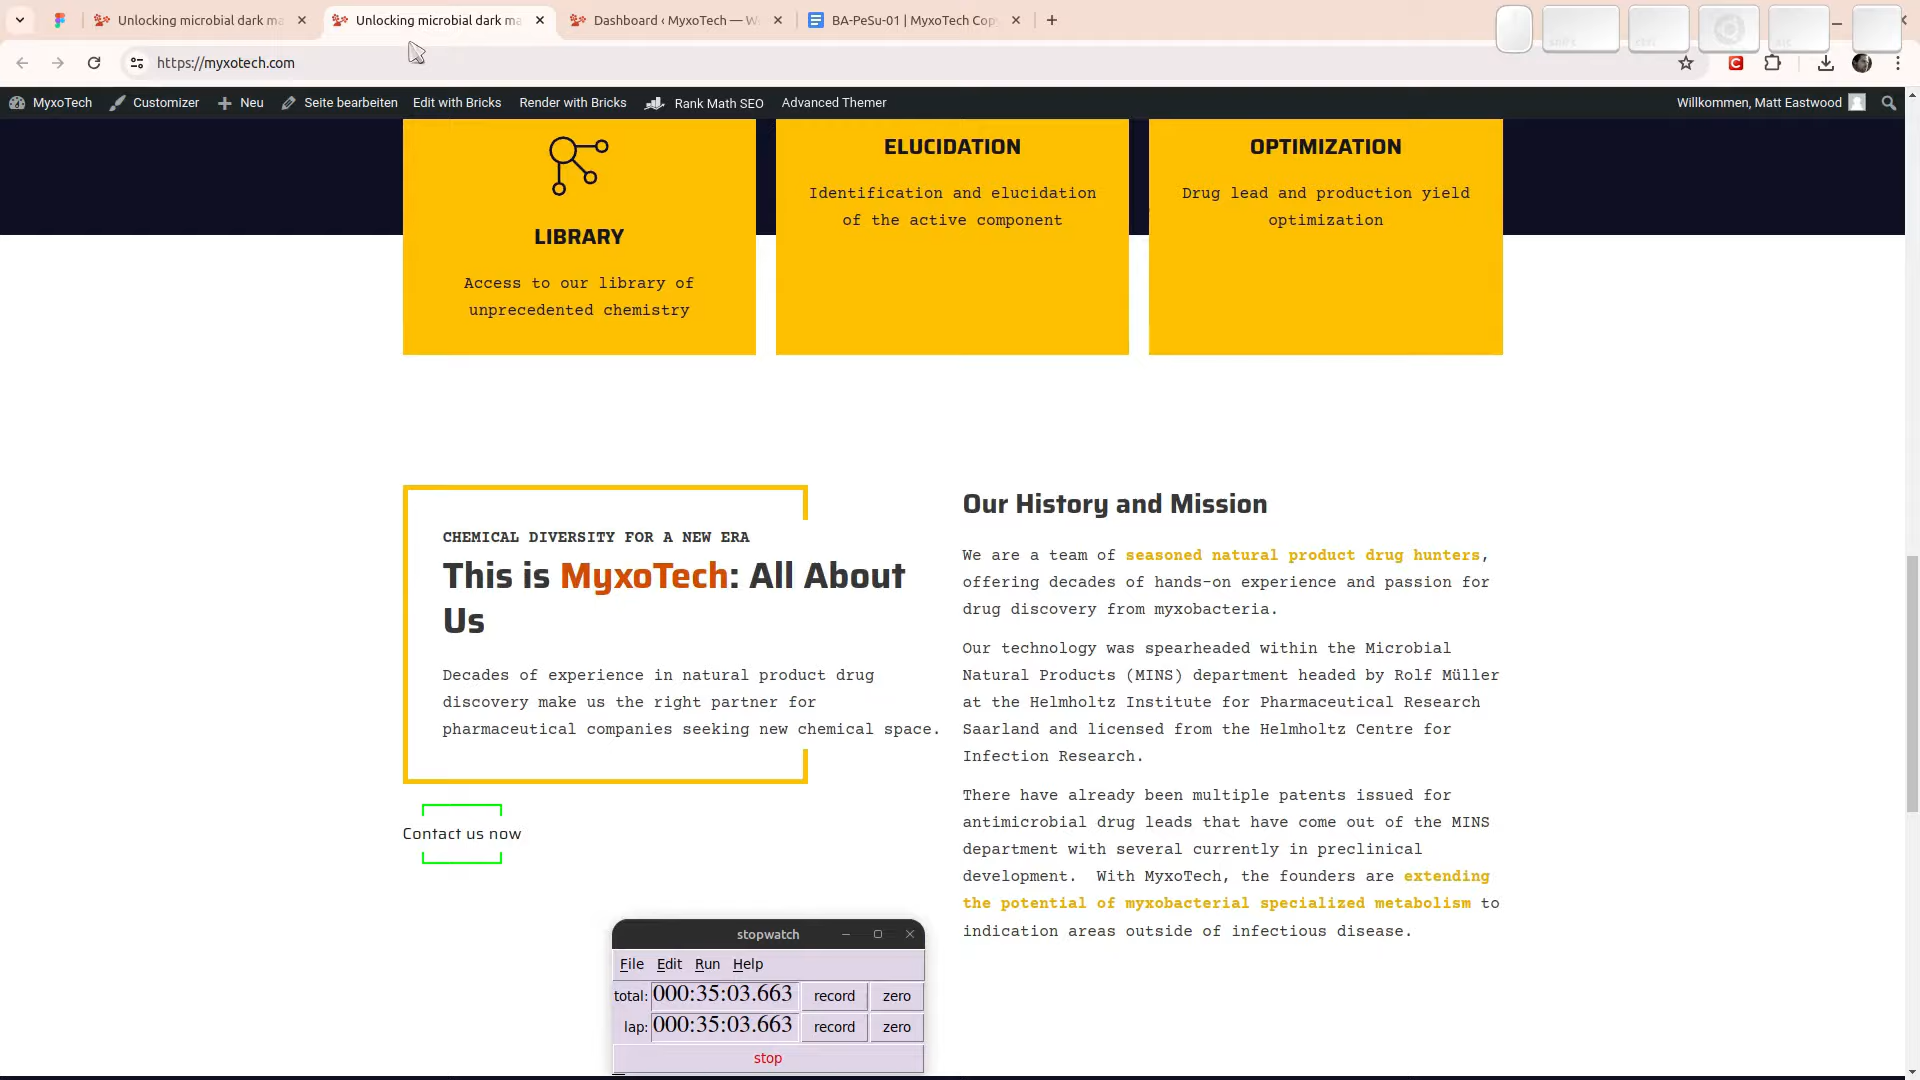 Unlocking microbial dark ma
Unlocking microbial dark ma
Dashboard ‹ MyxoTech — W
BA-PeSu-01 | MyxoTech Cop
https://myxotech.com
MyxoTech
Customizer
Neu
Seite bearbeiten
Edit with Bricks
Render with Bricks
Rank Math SEO
Advanced Themer
Willkommen, Matt Eastwood
LIBRARY
Access to our library of
unprecedented chemistry
ELUCIDATION
Identification and elucidation
of the active component
OPTIMIZATION
Drug lead and production yield
optimization
CHEMICAL DIVERSITY FOR A NEW ERA
This is MyxoTech: All About
Us
Decades of experience in natural product drug
discovery make us the right partner for
pharmaceutical companies seeking new chemical space.
Contact us now
Our History and Mission
We are a team of seasoned natural product drug hunters,
offering decades of hands-on experience and passion for
drug discovery from myxobacteria.
Our technology was spearheaded within the Microbial
Natural Products (MINS) department headed by Rolf Müller
at the Helmholtz Institute for Pharmaceutical Research
Saarland and licensed from the Helmholtz Centre for
Infection Research.
There have already been multiple patents issued for
antimicrobial drug leads that have come out of the MINS
department with several currently in preclinical
development.  With MyxoTech, the founders are extending
the potential of myxobacterial specialized metabolism to
indication areas outside of infectious disease.
stopwatch
File Edit Run Help
total: 000:35:03.663 record zero
lap: 000:35:03.663 record zero
stop